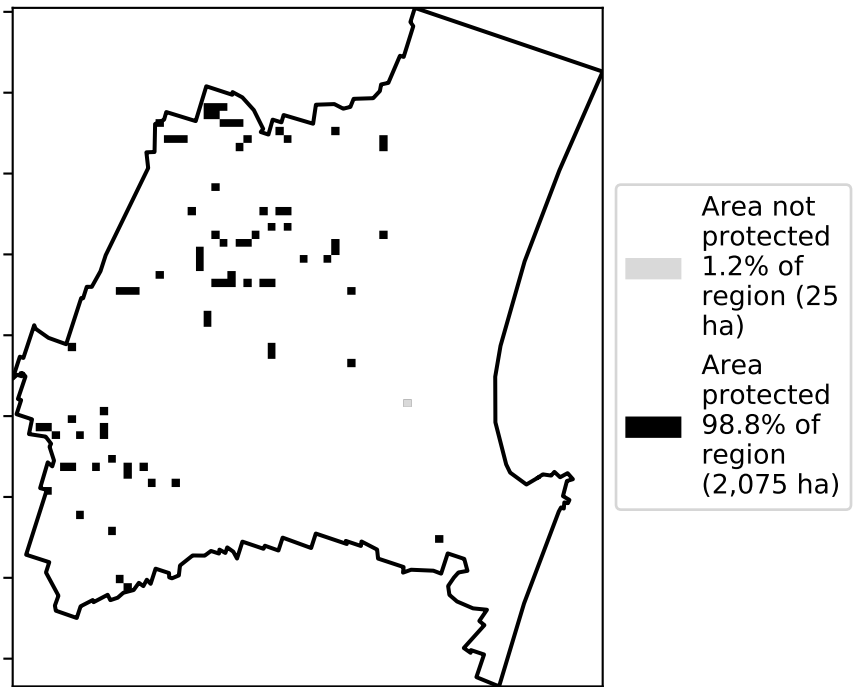 Area not
protected
1.2% of
region (25
ha)
Area
protected
98.8% of
region
(2,075 ha)